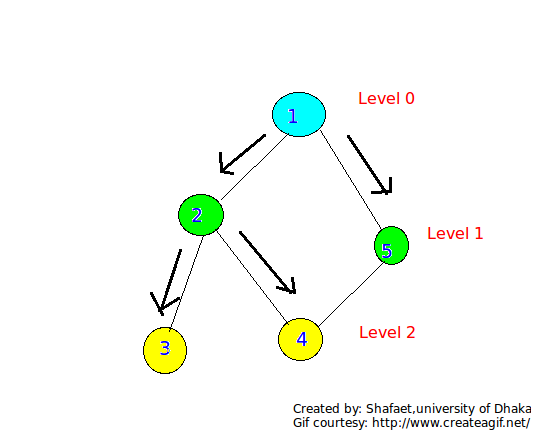 Level 0
1
2
Level 1
5
4
Level 2
3
Created by: Shafaet,university of Dhaka
Gif courtesy: http://www.createagif.net/